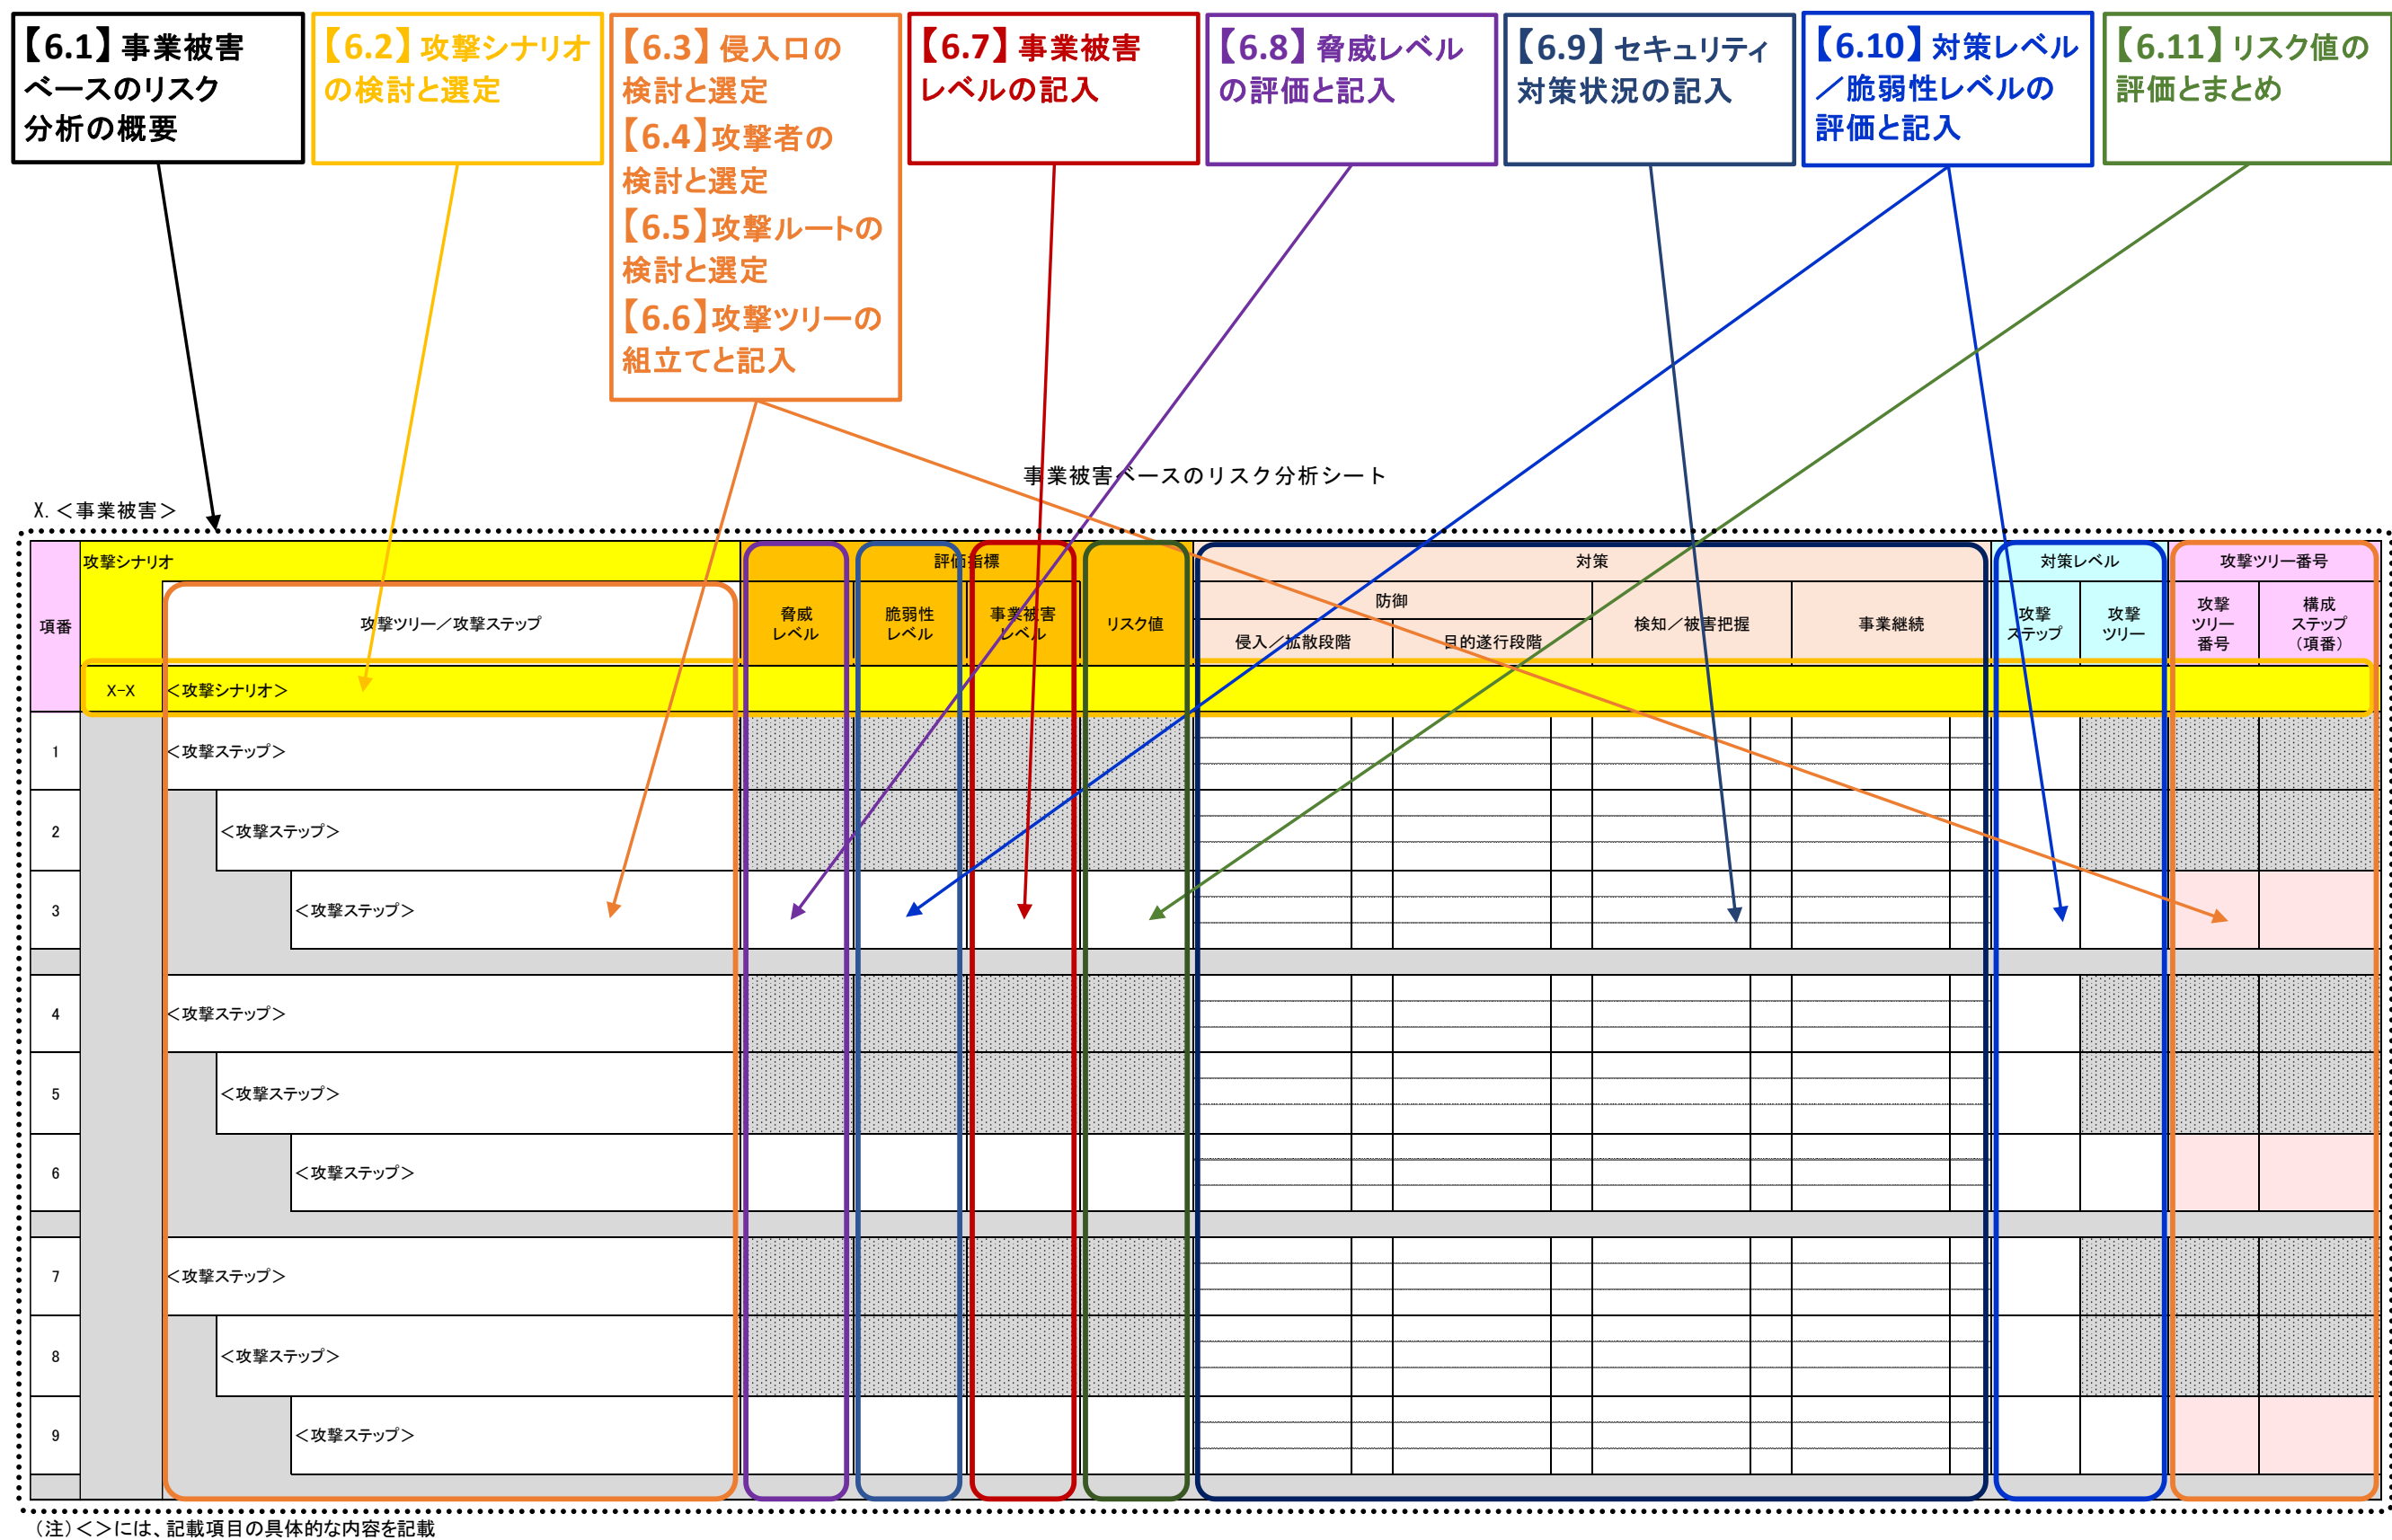 【6.1】事業被害
ベースのリスク
分析の概要
【6.2】攻撃シナリオ
の検討と選定
【6.3】侵入口の
検討と選定
【6.4】攻撃者の
検討と選定
【6.5】攻撃ルートの
検討と選定
【6.6】攻撃ツリーの
組立てと記入
【6.7】事業被害
レベルの記入
【6.8】脅威レベル
の評価と記入
【6.9】セキュリティ
対策状況の記入
【6.10】対策レベル
／脆弱性レベルの
評価と記入
【6.11】リスク値の
評価とまとめ
事業被害ベースのリスク分析シート
X．＜事業被害＞
項番
攻撃シナリオ
攻撃ツリー／攻撃ステップ
評価指標
脅威
レベル
脆弱性
レベル
事業被害
レベル
リスク値
対策
防御
侵入／拡散段階
目的遂行段階
検知／被害把握
事業継続
対策レベル
攻撃
ステップ
攻撃
ツリー
攻撃ツリー番号
攻撃
ツリー
番号
構成
ステップ
（項番）
X-X ＜攻撃シナリオ＞
1 ＜攻撃ステップ＞
2 ＜攻撃ステップ＞
3 ＜攻撃ステップ＞
4 ＜攻撃ステップ＞
5 ＜攻撃ステップ＞
6 ＜攻撃ステップ＞
7 ＜攻撃ステップ＞
8 ＜攻撃ステップ＞
9 ＜攻撃ステップ＞
（注）＜＞には、記載項目の具体的な内容を記載